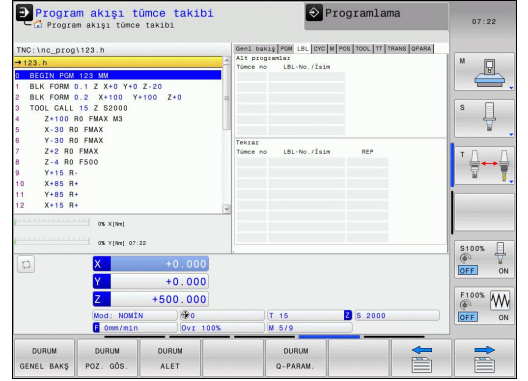 Program akışı tümce takibi
Program akışı tümce takibi
Programlama
07:22
TNC:\nc_prog\123.h
→123.h
0 BEGIN PGM 123 MM
1 BLK FORM 0.1 Z X+0 Y+0 Z-20
2 BLK FORM 0.2 X+100 Y+100 Z+0
3 TOOL CALL 15 Z S2000
4 Z+100 R0 FMAX M3
5 X-30 R0 FMAX
6 Y-30 R0 FMAX
7 Z+2 R0 FMAX
8 Z-4 R0 F500
9 Y+15 R-
10 X+85 R+
11 Y+85 R+
12 X+15 R+
Genl bakış PGM LBL CYC M POS TOOL TT TRANS QPARA
Alt programlar
Tümce no LBL-No./İsim
Tekrar
Tümce no LBL-No./İsim REP
0% X[Nm]
0% Y[Nm] 07:22
X +0.000
Y +0.000
Z +500.000
Mod: NOMİN 0 T 15 Z S 2000
F 0mm/min Ovr 100% M 5/9
M
S
T
S100%
OFF ON
F100%
OFF ON
DURUM GENEL BAKŞ
DURUM POZ. GÖS.
DURUM ALET
DURUM Q-PARAM.